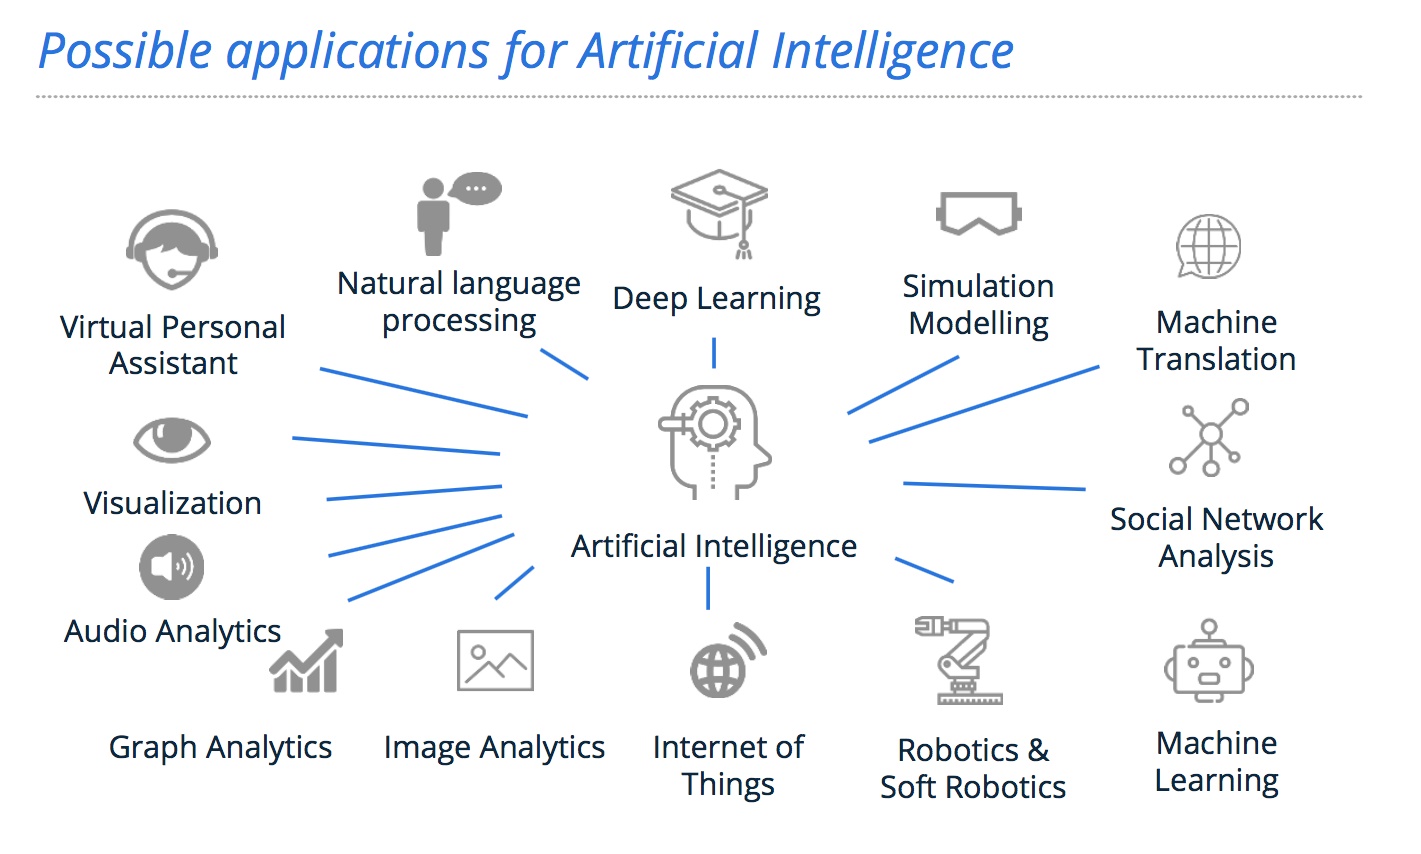 Possible applications for Artificial Intelligence
Virtual Personal
Assistant
Natural language
processing
Deep Learning
Simulation
Modelling
Machine
Translation
Visualization
Social Network
Analysis
Artificial Intelligence
Audio Analytics
Graph Analytics
Image Analytics
Internet of
Things
Robotics &
Soft Robotics
Machine
Learning